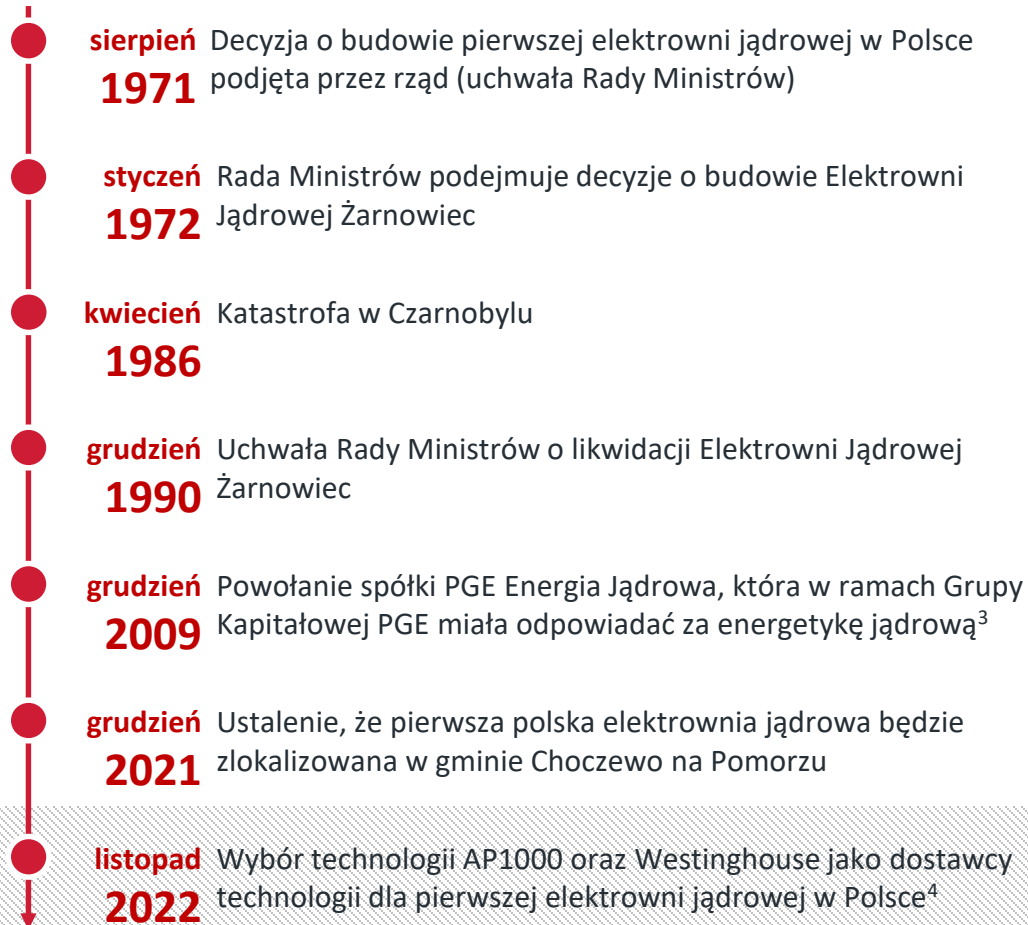 sierpień Decyzja o budowie pierwszej elektrowni jądrowej w Polsce
1971 podjęta przez rząd (uchwała Rady Ministrów)
styczeń Rada Ministrów podejmuje decyzje o budowie Elektrowni
1972 Jądrowej Żarnowiec
kwiecień Katastrofa w Czarnobylu
1986
grudzień Uchwała Rady Ministrów o likwidacji Elektrowni Jądrowej
1990 Żarnowiec
grudzień Powołanie spółki PGE Energia Jądrowa, która w ramach Grupy
2009 Kapitałowej PGE miała odpowiadać za energetykę jądrową³
grudzień Ustalenie, że pierwsza polska elektrownia jądrowa będzie
2021 zlokalizowana w gminie Choczewo na Pomorzu
listopad Wybór technologii AP1000 oraz Westinghouse jako dostawcy
2022 technologii dla pierwszej elektrowni jądrowej w Polsce⁴